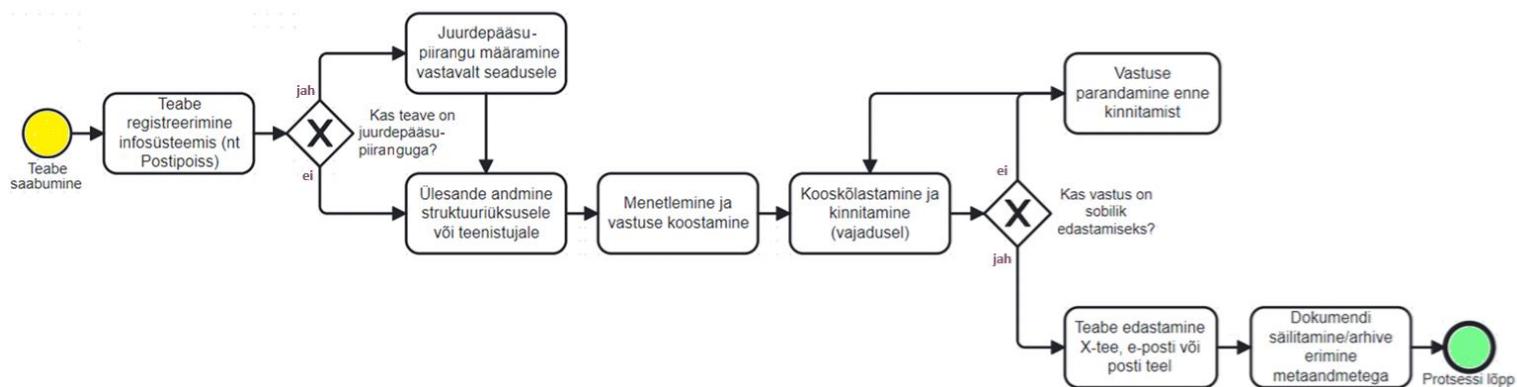 Teabe
saabumine
Teabe
registreerimine
infosüsteemis (nt
Postipoiss)
jah
ei
X
Kas teave on
juurdepääsu-
piiranguga?
Juurdepääsu-
piirangu määramine
vastavalt seadusele
Ülesande andmine
struktuuriüksusele
või teenistujale
Menetlemine ja
vastuse koostamine
Kooskõlastamine ja
kinnitamine
(vajadusel)
ei
jah
X
Kas vastus on
sobilik
edastamiseks?
Vastuse
parandamine enne
kinnitamist
Teabe edastamine
X-tee, e-posti või
posti teel
Dokumendi
säilitamine/arhive
erimine
metaandmetega
Protsessi lõpp